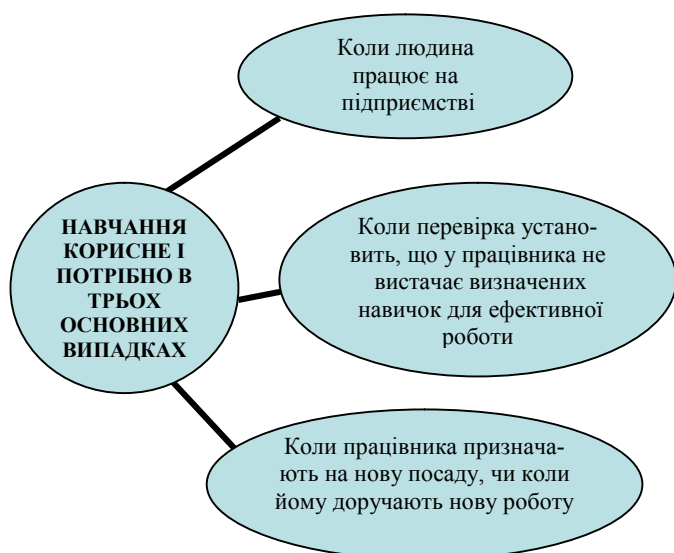 Коли людина
працює на
підприємстві
НАВЧАННЯ
КОРИСНЕ І
ПОТРІБНО В
ТРЬОХ
ОСНОВНИХ
ВИПАДКАХ
Коли перевірка устано-
вить, що у працівника не
вистачає визначених
навичок для ефективної
роботи
Коли працівника признача-
ють на нову посаду, чи коли
йому доручають нову роботу